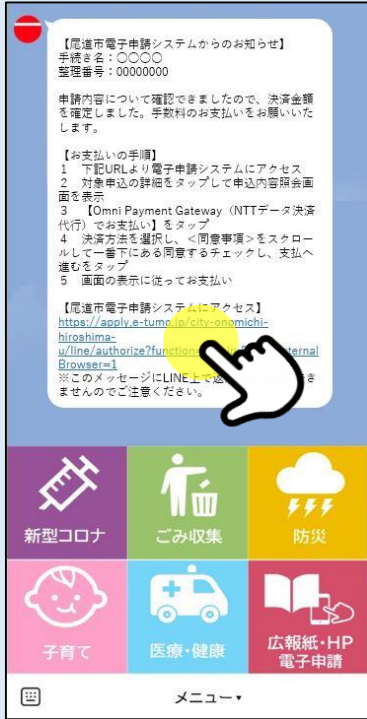 【尾道市電子申請システムからのお知らせ】
手続き名：〇〇〇〇
整理番号：00000000
申請内容について確認できましたので、決済金額
を確定しました。手数料のお支払いをお願いいた
します。
【お支払いの手順】
1　下記URLより電子申請システムにアクセス
2　対象申込の詳細をタップして申込内容照会画
面を表示
3　【Omni Payment Gateway（NTTデータ決済
代行）でお支払い】をタップ
4　決済方法を選択し、＜同意事項＞をスクロー
ルして一番下にある同意するチェックし、支払へ
進むをタップ
5　画面の表示に従ってお支払い
【尾道市電子申請システムにアクセス】
https://apply.e-tumo.jp/city-onomichi-
hiroshima-
u/line/authorize?function
Browser=1
※このメッセージにLINE上で
ませんのでご注意ください。
新型コロナ
ごみ収集
防災
子育て
医療・健康
広報紙・HP
電子申請
メニュー▾